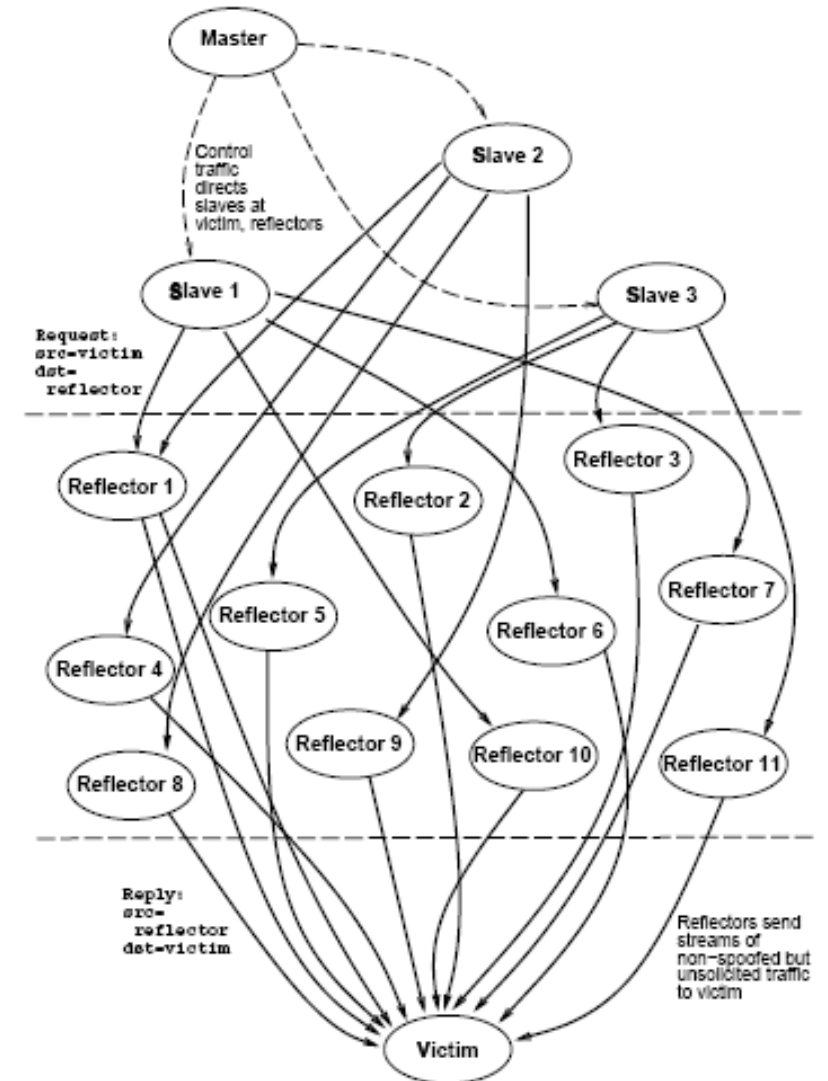 Master
Slave 2
Control
traffic
directs
slaves at
victim, reflectors
Slave 1
Slave 3
Request:
src=victim
dst=
reflector
Reflector 3
Reflector 1
Reflector 2
Reflector 7
Reflector 5
Reflector 6
Reflector 4
Reflector 9
Reflector 10
Reflector 11
Reflector 8
Reply:
src=
reflector
dst=victim
Reflectors send
streams of
non-spoofed but
unsolicited traffic
to victim
Victim